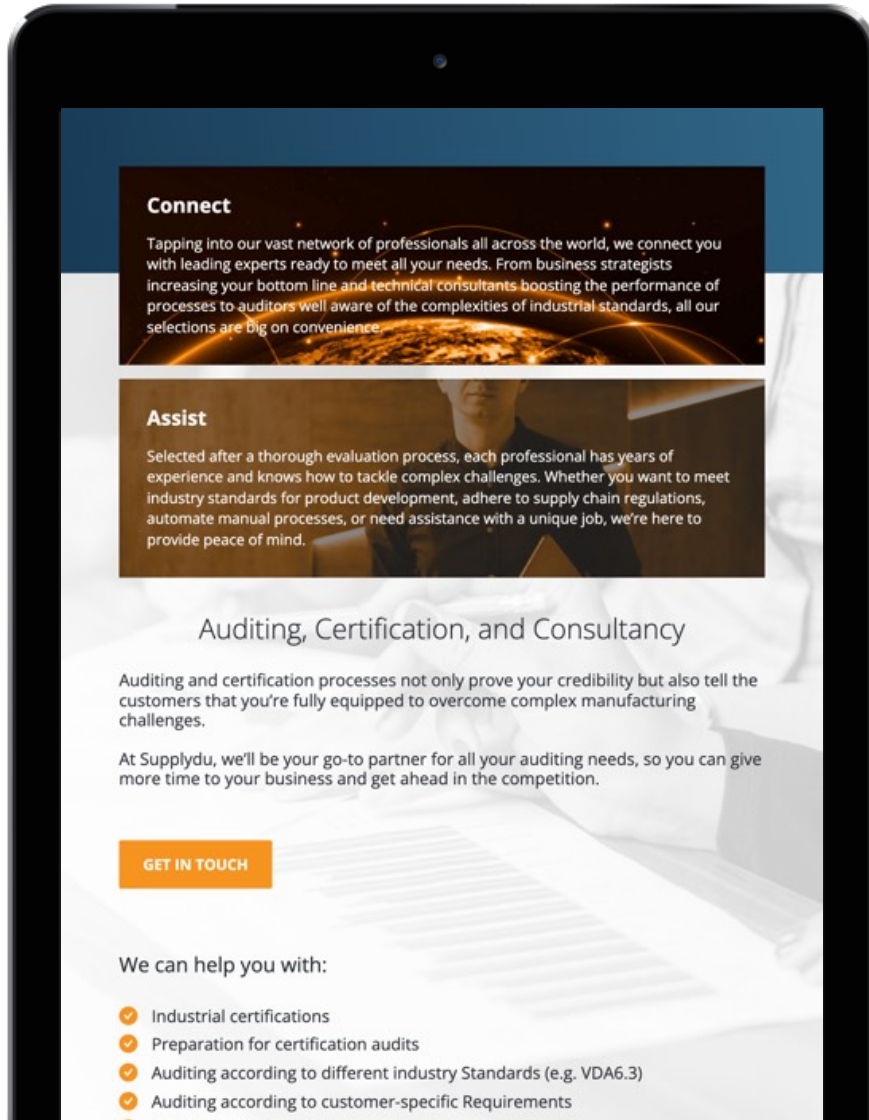 Connect
Tapping into our vast network of professionals all across the world, we connect you
with leading experts ready to meet all your needs. From business strategists
increasing your bottom line and technical consultants boosting the performance of
processes to auditors well aware of the complexities of industrial standards, all our
selections are big on convenience.
Assist
Selected after a thorough evaluation process, each professional has years of
experience and knows how to tackle complex challenges. Whether you want to meet
industry standards for product development, adhere to supply chain regulations,
automate manual processes, or need assistance with a unique job, we’re here to
provide peace of mind.
Auditing, Certification, and Consultancy
Auditing and certification processes not only prove your credibility but also tell the
customers that you’re fully equipped to overcome complex manufacturing
challenges.
At Supplydu, we’ll be your go-to partner for all your auditing needs, so you can give
more time to your business and get ahead in the competition.
GET IN TOUCH
We can help you with:
Industrial certifications
Preparation for certification audits
Auditing according to different industry Standards (e.g. VDA6.3)
Auditing according to customer-specific Requirements